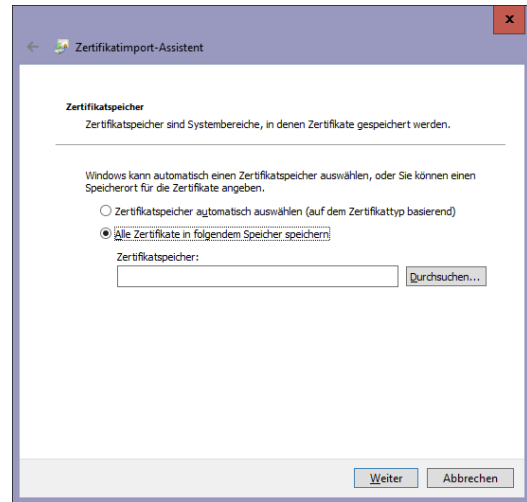 x
Zertifikatimport-Assistent
Zertifikatspeicher
Zertifikatspeicher sind Systembereiche, in denen Zertifikate gespeichert werden.
Windows kann automatisch einen Zertifikatspeicher auswählen, oder Sie können einen
Speicherort für die Zertifikate angeben.
Zertifikatspeicher automatisch auswählen (auf dem Zertifikattyp basierend)
Alle Zertifikate in folgendem Speicher speichern
Zertifikatspeicher:
Durchsuchen...
Weiter Abbrechen